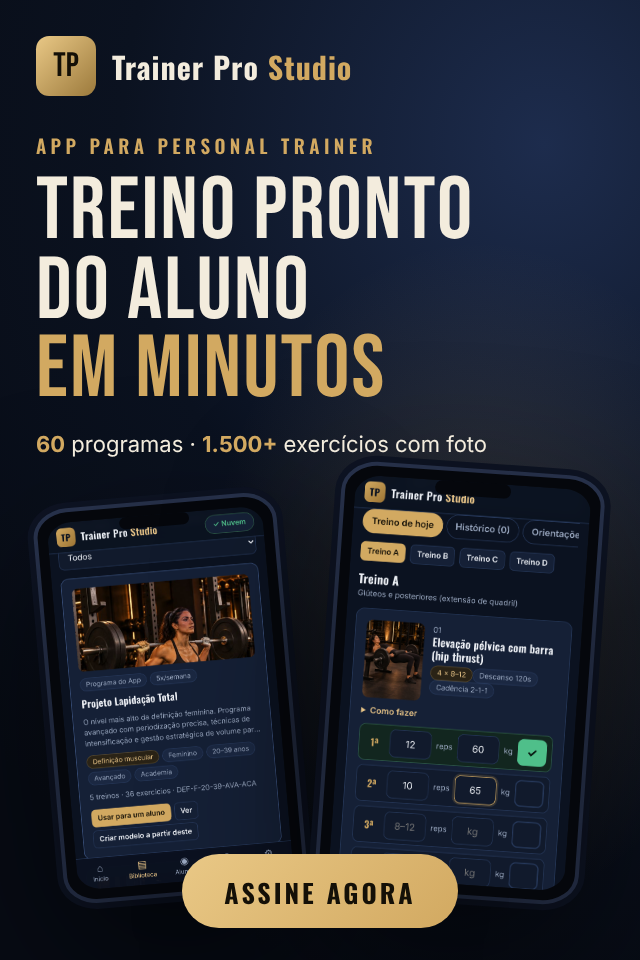 TP Trainer Pro Studio
APP PARA PERSONAL TRAINER
TREINO PRONTO
DO ALUNO
EM MINUTOS
60 programas · 1.500+ exercícios com foto
TP Trainer Pro Studio
✓ Nuvem
Todos
Programa do App
5x/semana
Projeto Lapidação Total
O nível mais alto da definição feminina. Programa
avançado com periodização precisa, técnicas de
intensificação e gestão estratégica de volume par...
Definição muscular
Feminino
20–39 anos
Avançado
Academia
5 treinos · 36 exercícios · DEF-F-20-39-AVA-ACA
Usar para um aluno
Ver
Criar modelo a partir deste
Início
Biblioteca
TP Trainer Pro Studio
Treino de hoje
Histórico (0)
Orientaçõe
Treino A
Treino B
Treino C
Treino D
Treino A
Glúteos e posteriores (extensão de quadril)
01
Elevação pélvica com barra
(hip thrust)
4 × 8–12
Descanso 120s
Cadência 2-1-1
▸ Como fazer
1ª 12 reps 60 kg ✓
2ª 10 reps 65 kg
3ª 8–12 reps kg kg
kg kg
ASSINE AGORA